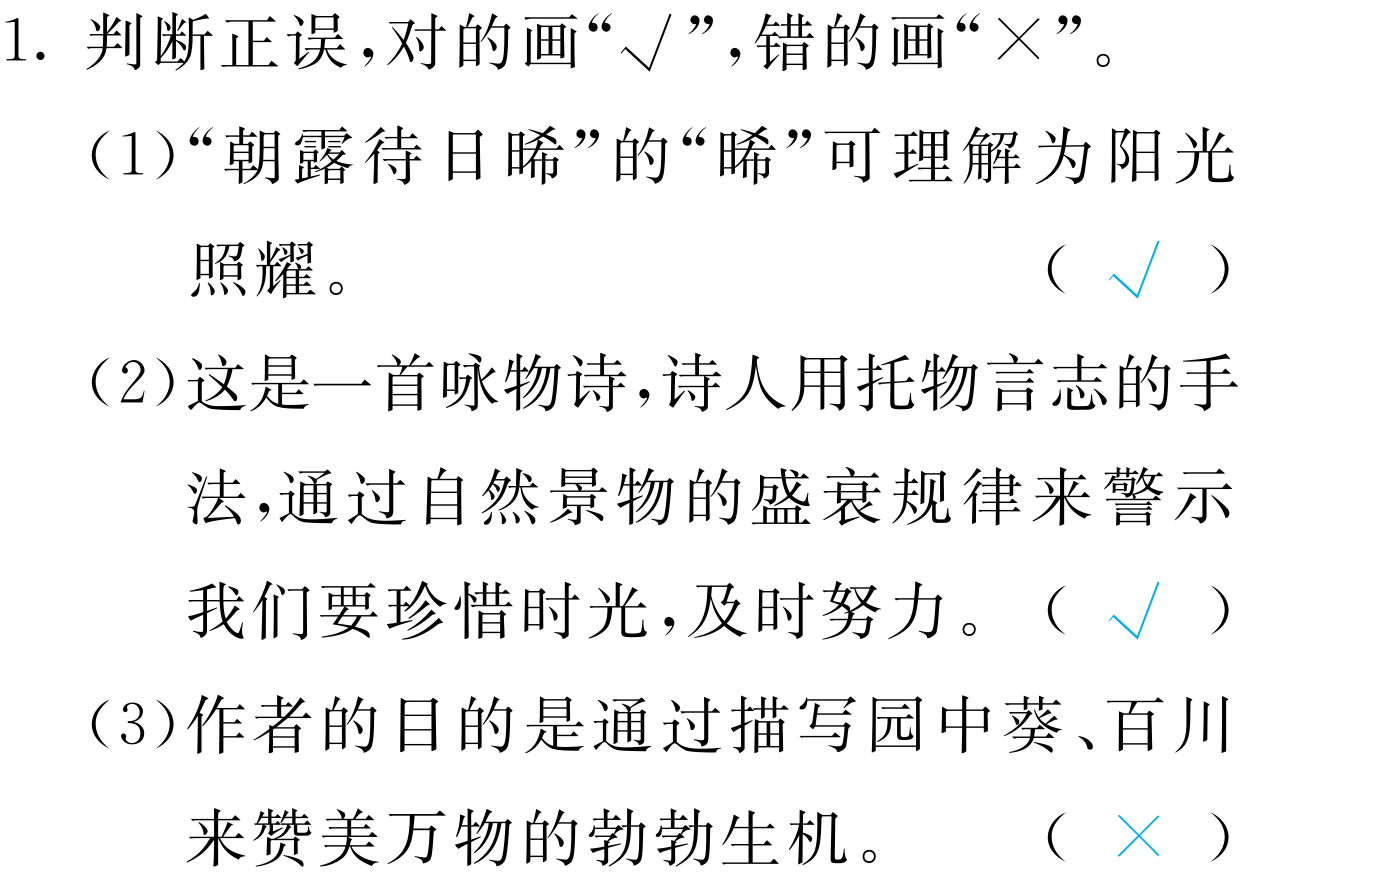 1. 判断正误,对的画“√”,错的画“×”。
(1)“朝露待日晞”的“晞”可理解为阳光
照耀。 ( √ )
(2)这是一首咏物诗,诗人用托物言志的手
法,通过自然景物的盛衰规律来警示
我们要珍惜时光,及时努力。( √ )
(3)作者的目的是通过描写园中葵、百川
来赞美万物的勃勃生机。 ( × )